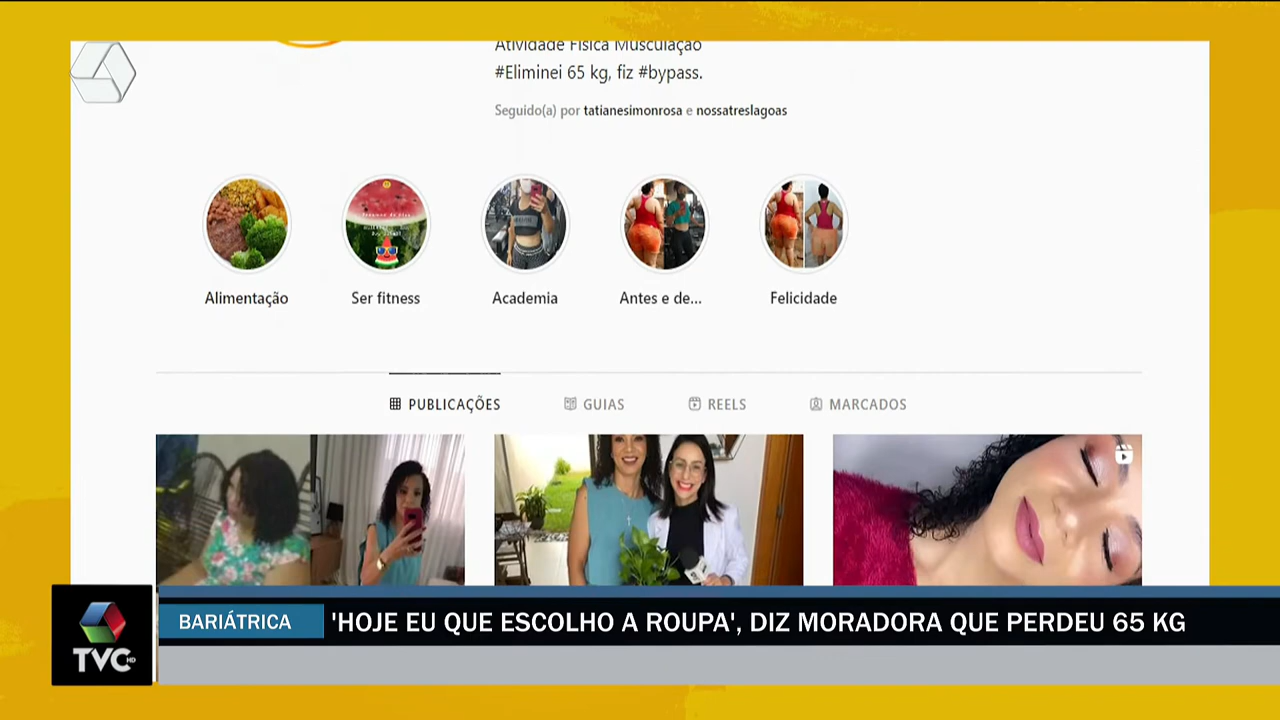 Atividade Física Musculação
#Eliminei 65 kg, fiz #bypass.
Seguido(a) por tatianesimonrosa e nossatreslagoas
Alimentação
Ser fitness
Academia
Antes e de...
Felicidade
PUBLICAÇÕES
GUIAS
REELS
MARCADOS
BARIÁTRICA
'HOJE EU QUE ESCOLHO A ROUPA', DIZ MORADORA QUE PERDEU 65 KG
TVC HD